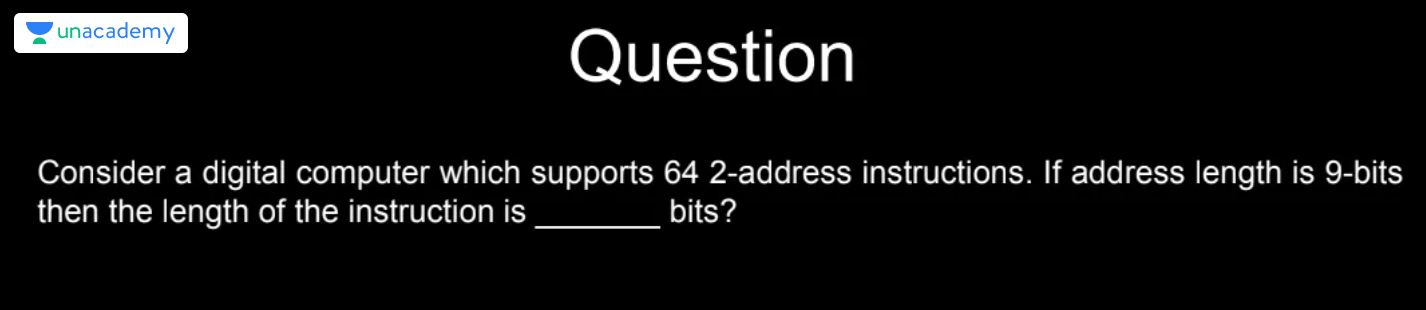 unacademy
Question
Consider a digital computer which supports 64 2-address instructions. If address length is 9-bits
then the length of the instruction is ________ bits?